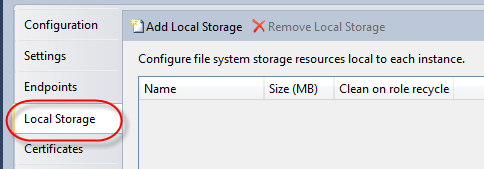 Configuration
Settings
Endpoints
Local Storage
Certificates
Add Local Storage Remove Local Storage
Configure file system storage resources local to each instance.
Name Size (MB) Clean on role recycle